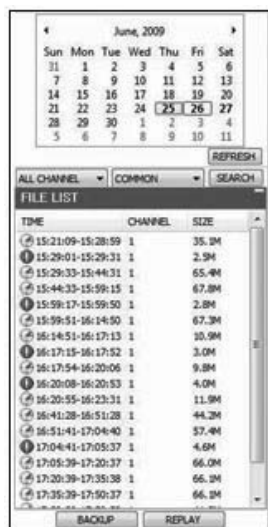 June, 2009
Sun Mon Tue Wed Thu Fri Sat
31 1 2 3 4 5 6
7 8 9 10 11 12 13
14 15 16 17 18 19 20
21 22 23 24 25 26 27
28 29 30 1 2 3 4
5 6 7 8 9 10 11
REFRESH
ALL CHANNEL COMMON SEARCH
FILE LIST
TIME CHANNEL SIZE
15:21:09-15:28:59 1 35.1M
15:29:01-15:29:31 1 2.9M
15:29:33-15:44:31 1 65.4M
15:44:33-15:59:15 1 67.8M
15:59:17-15:59:50 1 2.8M
15:59:51-16:14:50 1 67.3M
16:14:51-16:17:13 1 10.9M
16:17:15-16:17:52 1 3.0M
16:17:54-16:20:06 1 9.8M
16:20:08-16:20:53 1 4.0M
16:20:55-16:23:31 1 11.9M
16:41:28-16:51:28 1 44.2M
16:51:41-17:04:40 1 57.4M
17:04:41-17:05:37 1 4.6M
17:05:39-17:20:37 1 66.0M
17:20:39-17:35:38 1 66.1M
17:35:39-17:50:37 1 66.1M
BACKUP REPLAY